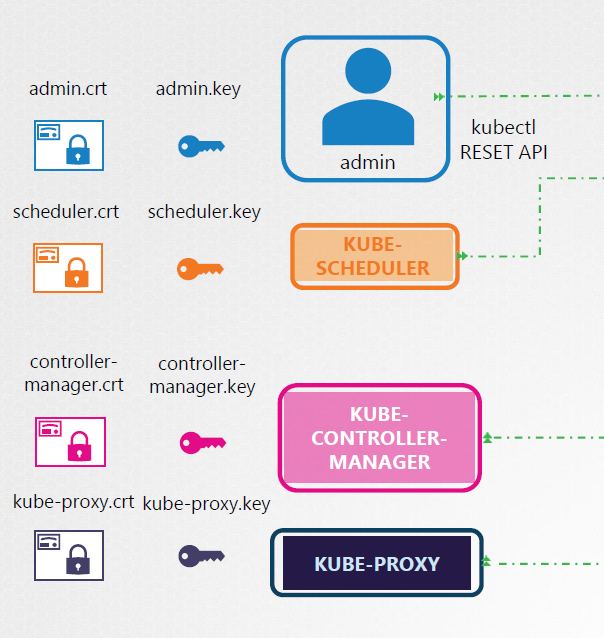 admin.crt
admin.key
admin
kubectl
RESET API
scheduler.crt
scheduler.key
KUBE-
SCHEDULER
controller-
manager.crt
controller-
manager.key
KUBE-
CONTROLLER-
MANAGER
kube-proxy.crt
kube-proxy.key
KUBE-PROXY